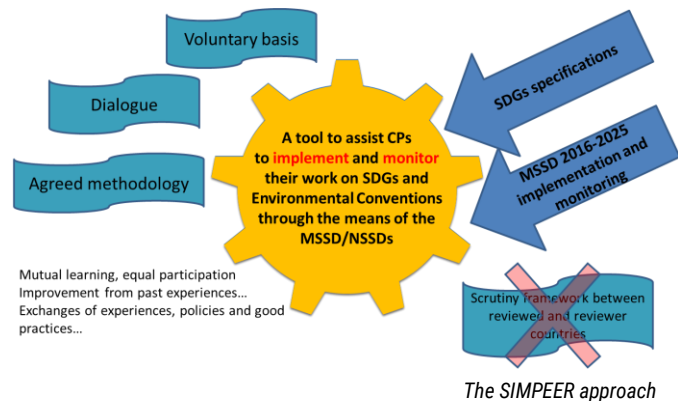 Voluntary basis
Dialogue
Agreed methodology
A tool to assist CPs
to implement and monitor
their work on SDGs and
Environmental Conventions
through the means of the
MSSD/NSSDs
SDGs specifications
MSSD 2016-2025
implementation and
monitoring
Mutual learning, equal participation
Improvement from past experiences...
Exchanges of experiences, policies and good
practices...
Scrutiny framework between
reviewed and reviewer
countries
The SIMPEER approach